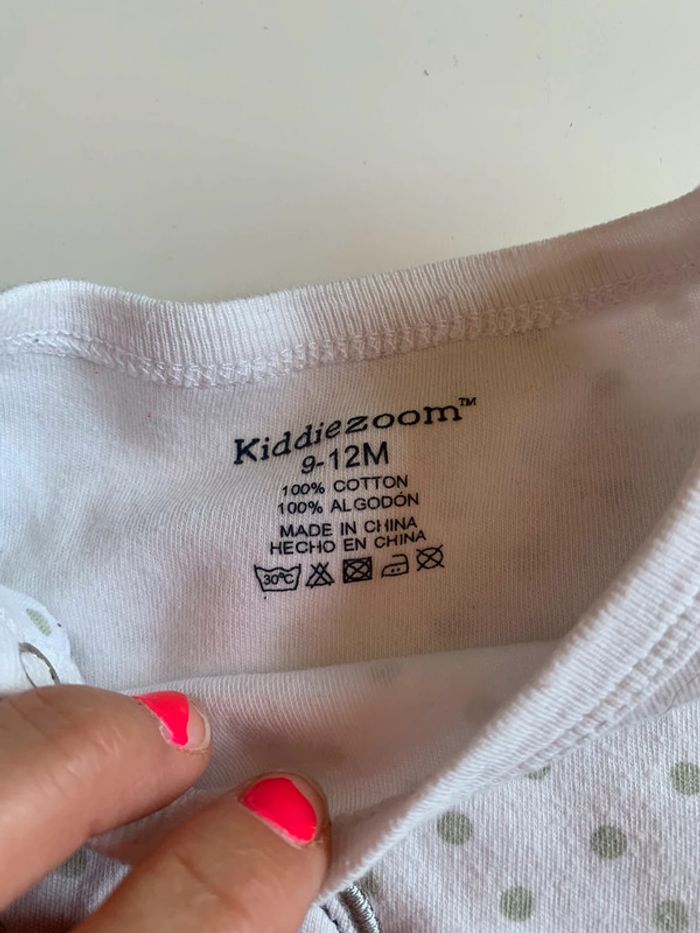 Kiddiezoom™
9-12M
100% COTTON
100% ALGODÓN
MADE IN CHINA
HECHO EN CHINA
30°C